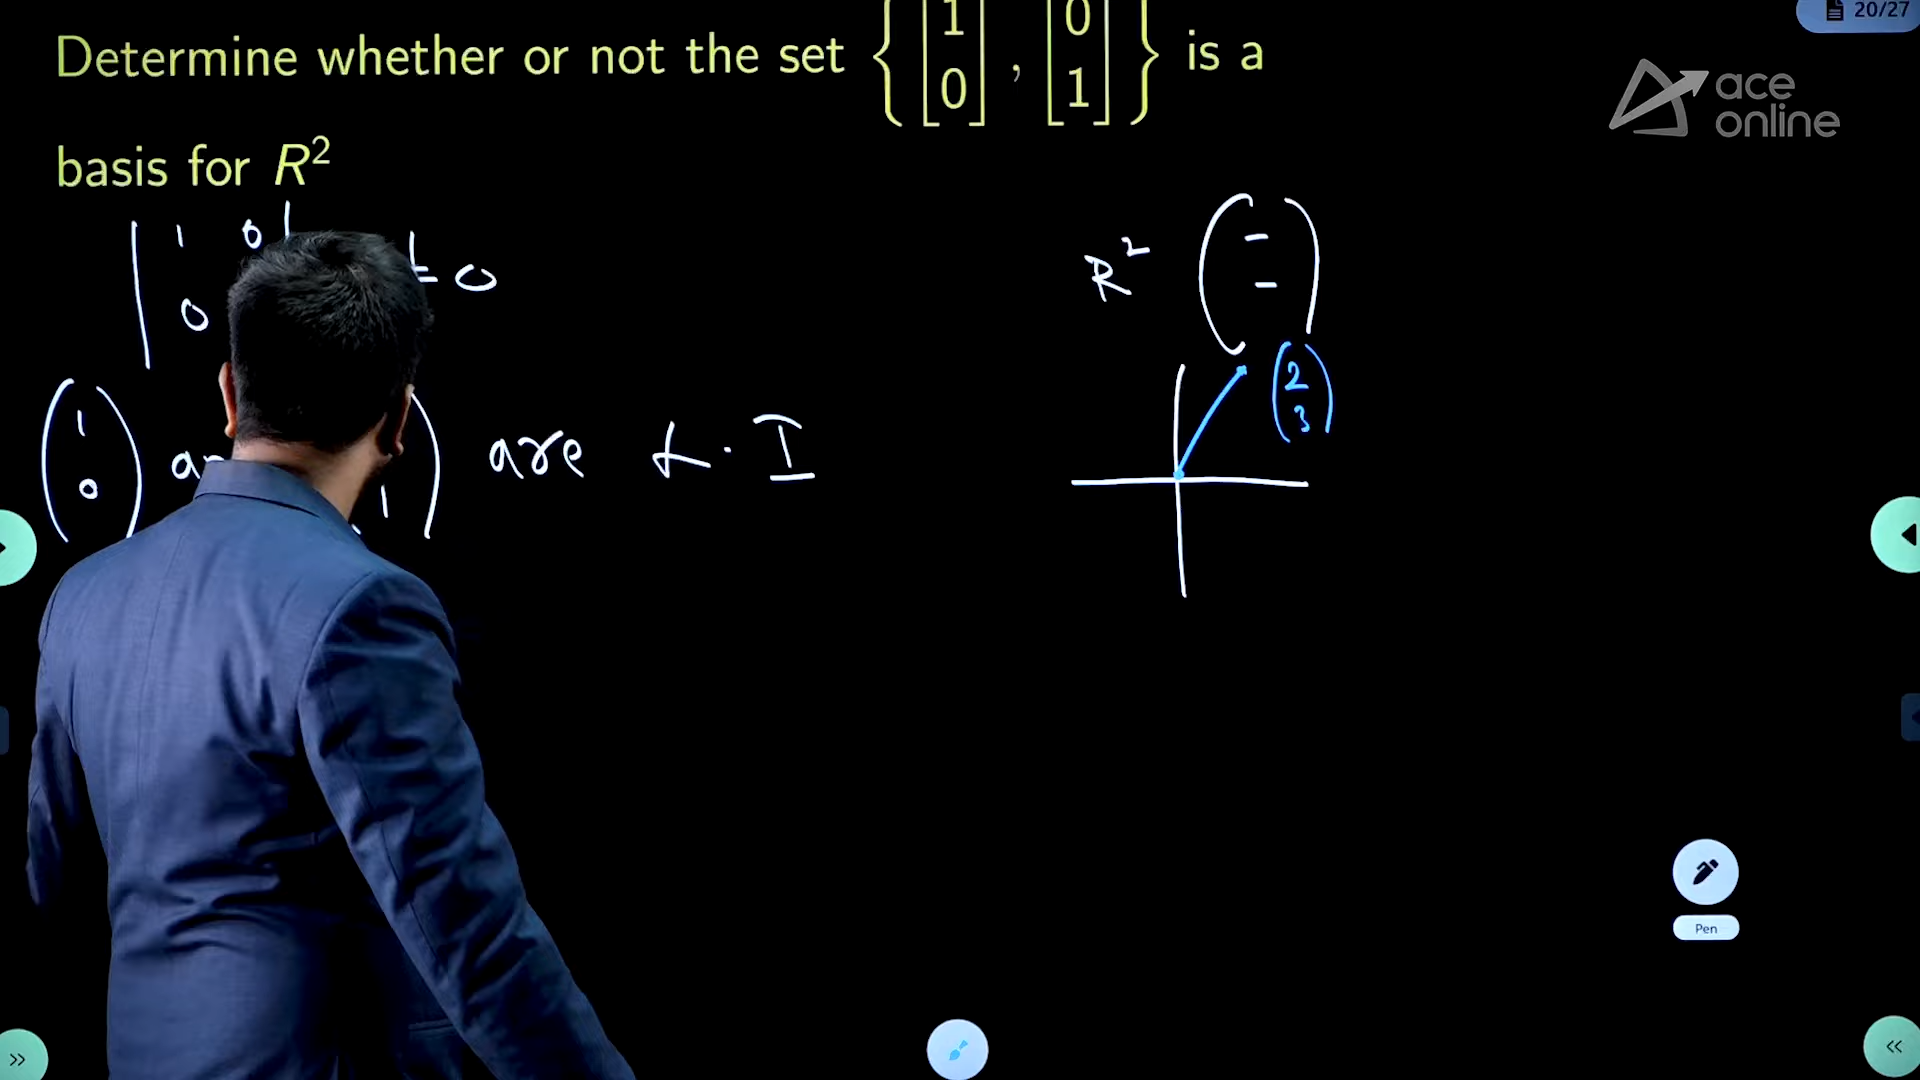 20/27
Determine whether or not the set { [1 0] , [0 1] } is a
basis for R²
ace
online
1 0
0
≠ 0
R² ( - - )
( 2 3 )
( 1 0 ) 1 ) are L.I
Pen